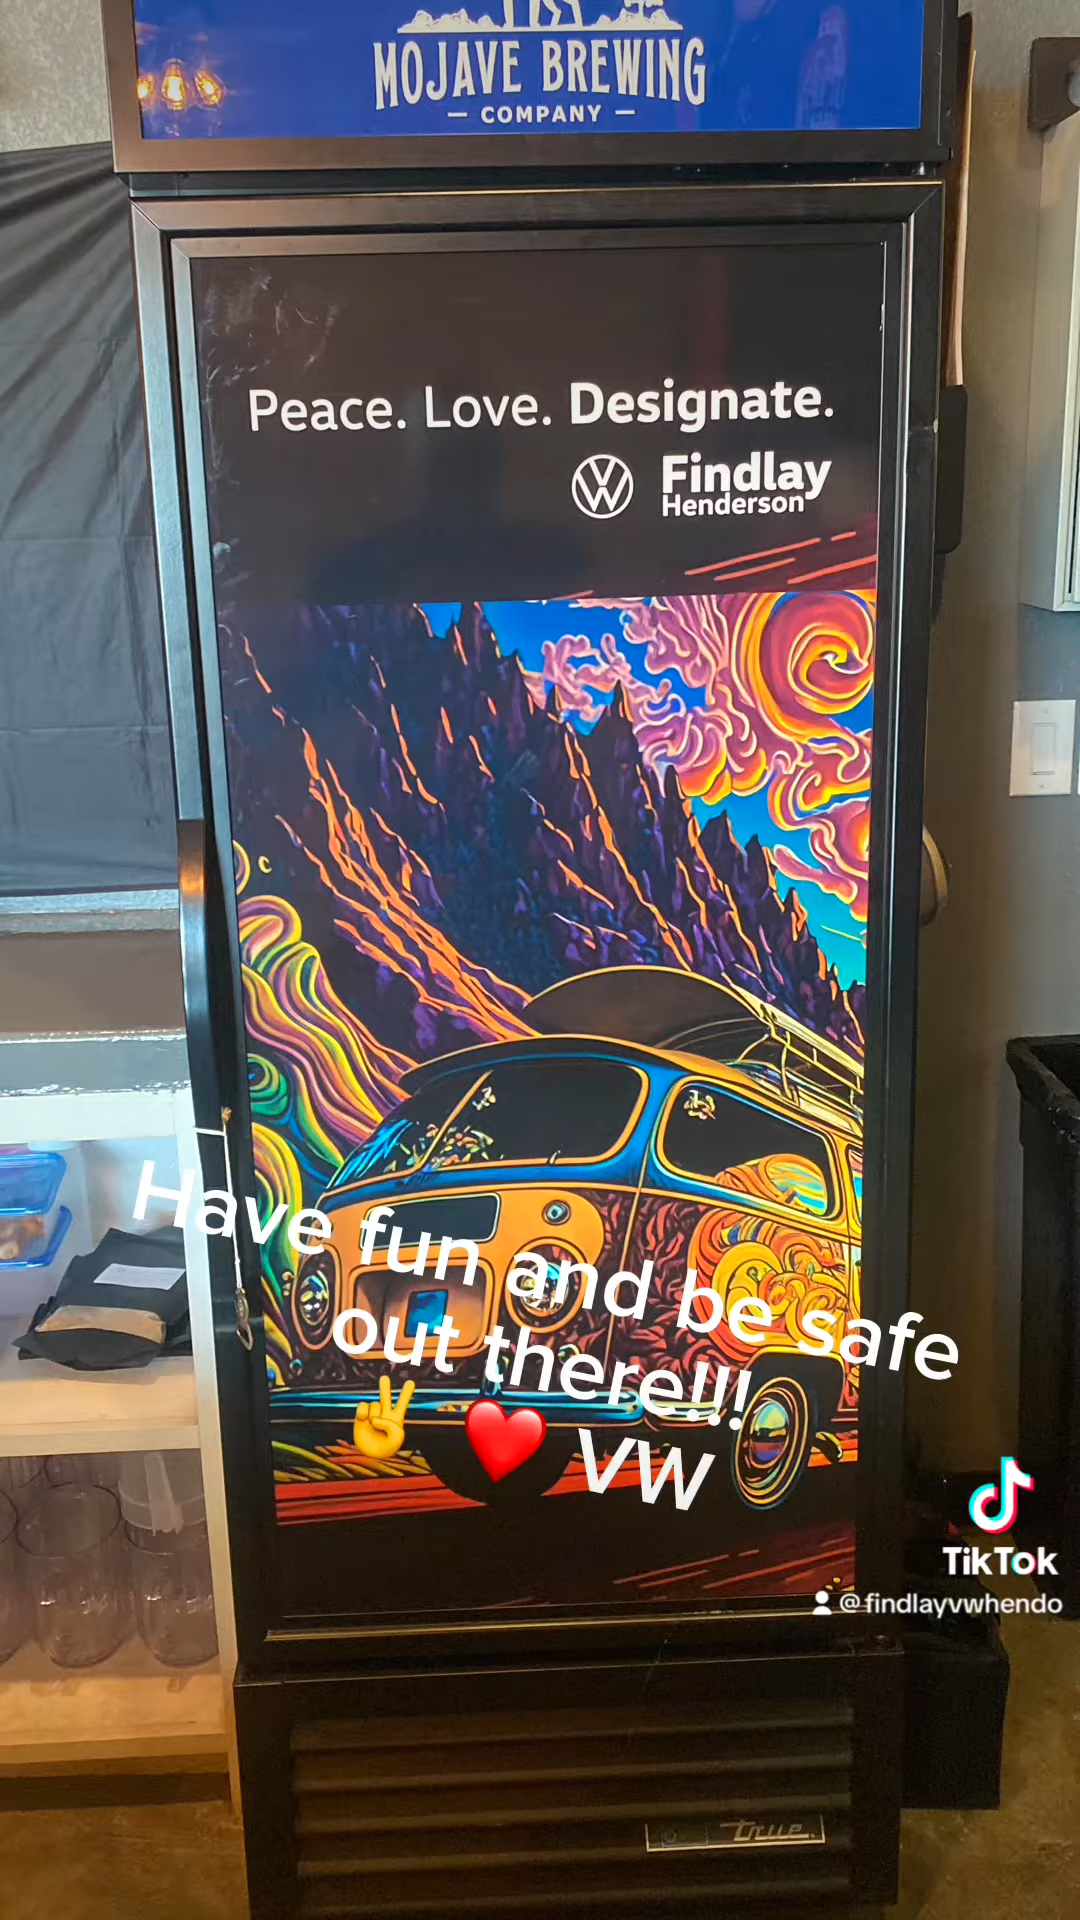 MOJAVE BREWING
— COMPANY —
Peace. Love. Designate.
Findlay
Henderson
Have fun and be safe
out there!!!
✌️ ❤️ VW
TikTok
@findlayvwhendo
true